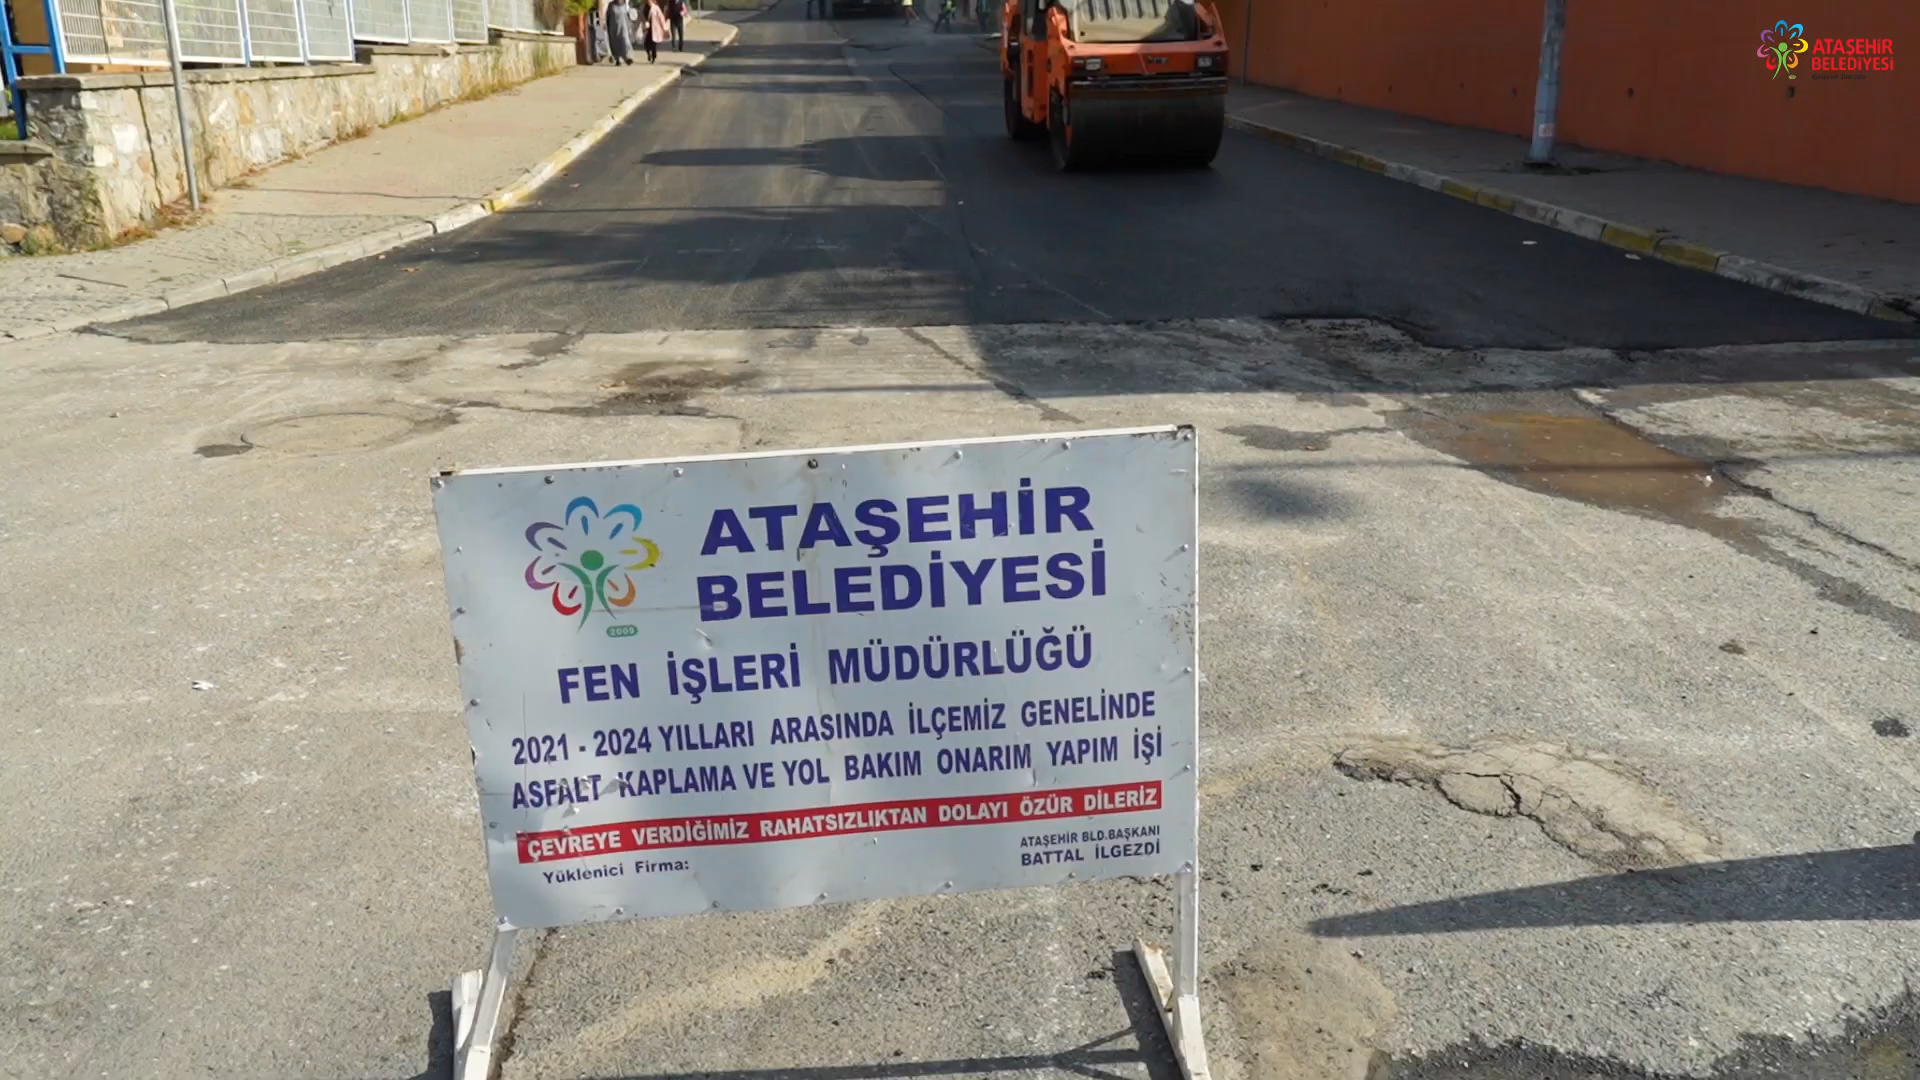 ATAŞEHİR
BELEDİYESİ
ATAŞEHİR
BELEDİYESİ
2009
FEN İŞLERİ MÜDÜRLÜĞÜ
2021 - 2024 YILLARI ARASINDA İLÇEMİZ GENELİNDE
ASFALT KAPLAMA VE YOL BAKIM ONARIM YAPIM İŞİ
ÇEVREYE VERDİĞİMİZ RAHATSIZLIKTAN DOLAYI ÖZÜR DİLERİZ
Yüklenici Firma:
ATAŞEHİR BLD.BAŞKANI
BATTAL İLGEZDİ